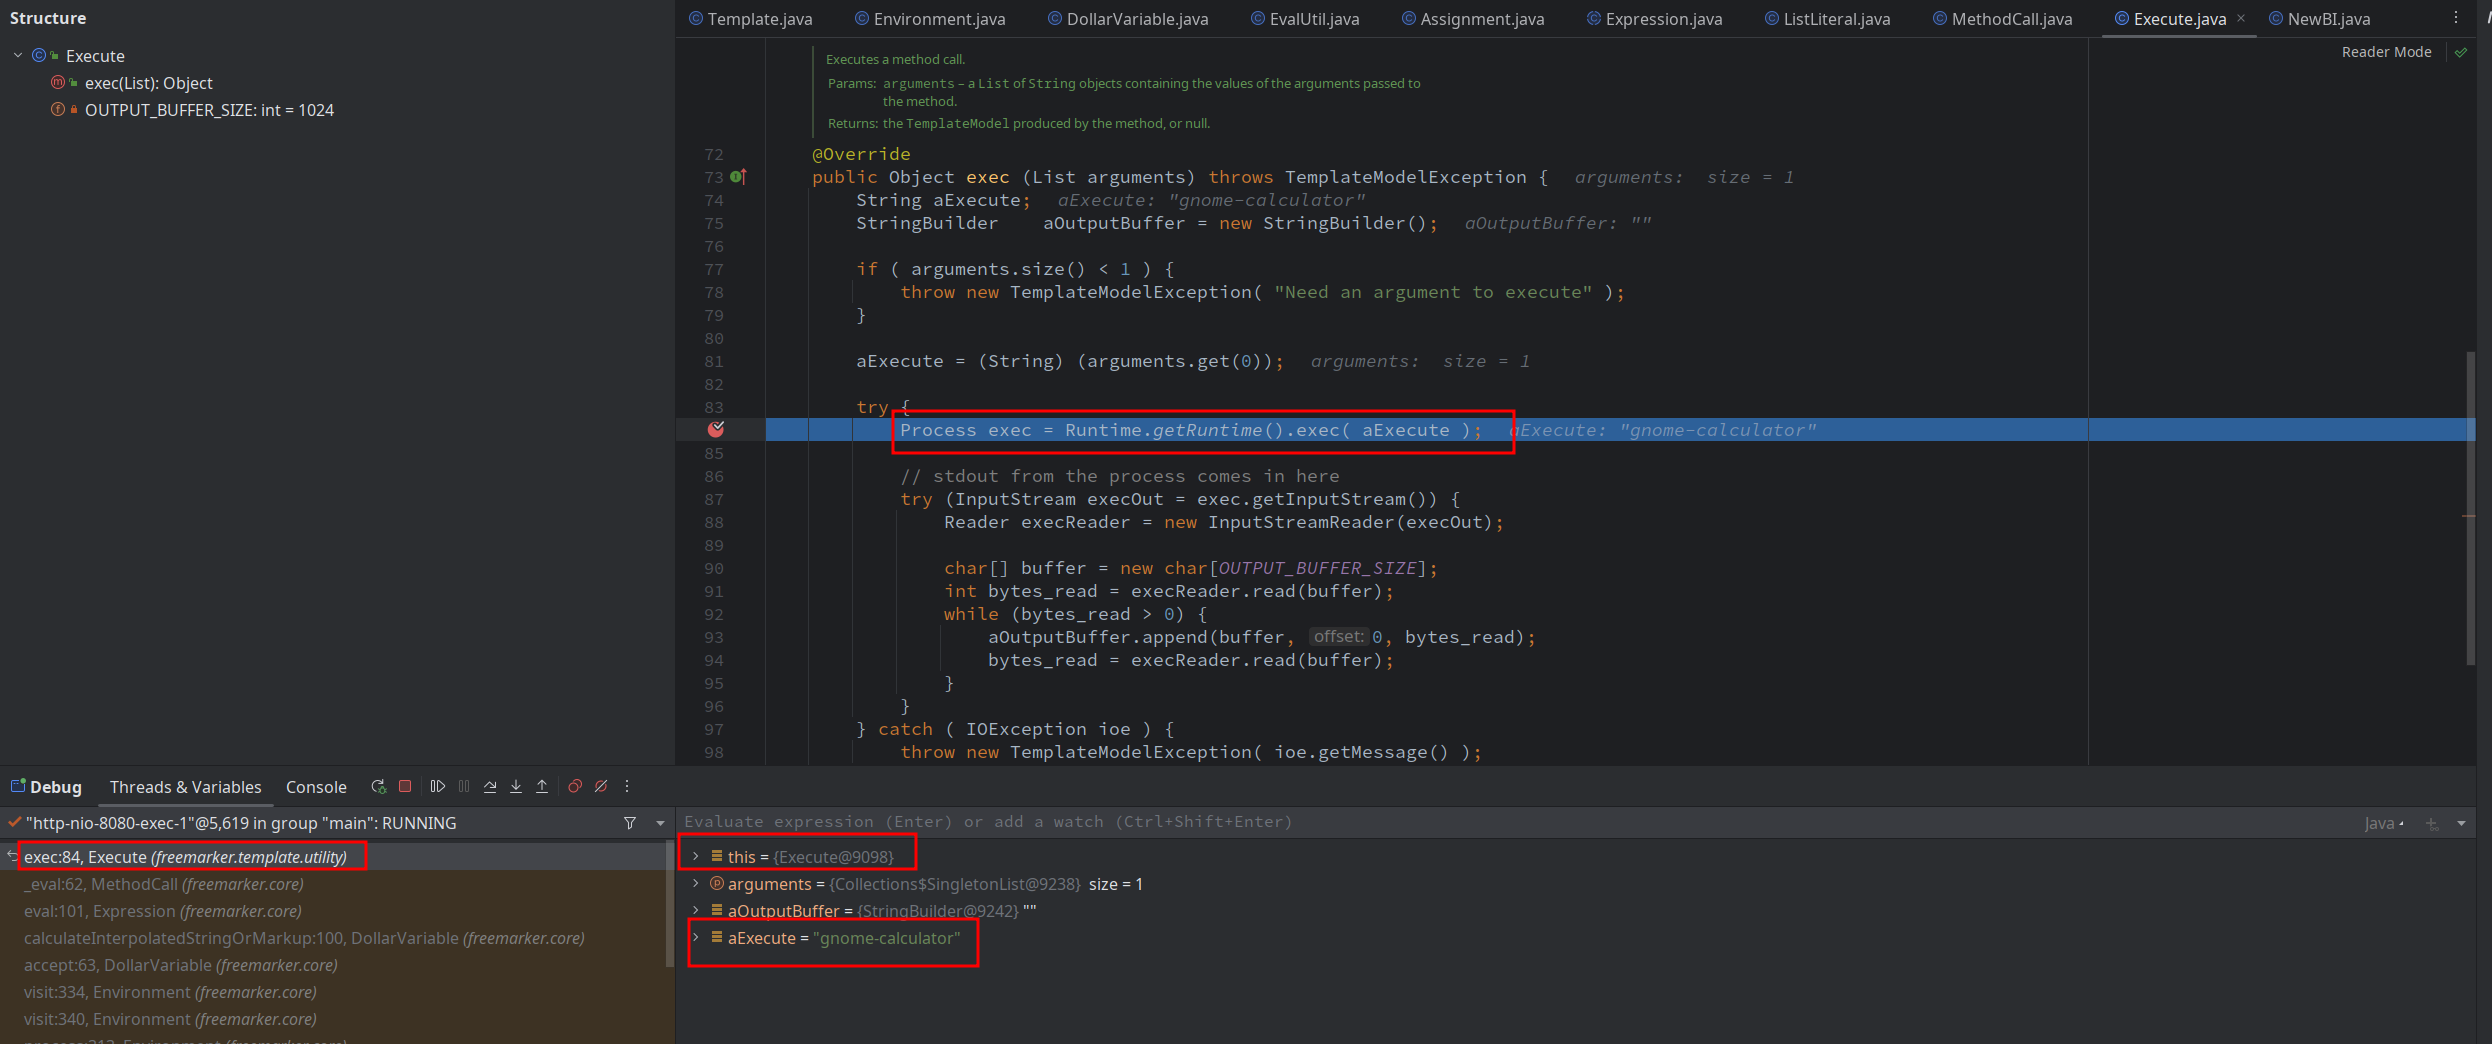 Structure
Execute
exec(List): Object
OUTPUT_BUFFER_SIZE: int = 1024
Template.java Environment.java DollarVariable.java EvalUtil.java Assignment.java Expression.java ListLiteral.java MethodCall.java Execute.java × NewBI.java
Reader Mode
Executes a method call.
Params: arguments – a List of String objects containing the values of the arguments passed to
the method.
Returns: the TemplateModel produced by the method, or null.
72 @Override
73 public Object exec (List arguments) throws TemplateModelException { arguments: size = 1
74 String aExecute; aExecute: "gnome-calculator"
75 StringBuilder aOutputBuffer = new StringBuilder(); aOutputBuffer: ""
76
77 if ( arguments.size() < 1 ) {
78 throw new TemplateModelException( "Need an argument to execute" );
79 }
80
81 aExecute = (String) (arguments.get(0)); arguments: size = 1
82
83 try {
Process exec = Runtime.getRuntime().exec( aExecute ); aExecute: "gnome-calculator"
85
86 // stdout from the process comes in here
87 try (InputStream execOut = exec.getInputStream()) {
88 Reader execReader = new InputStreamReader(execOut);
89
90 char[] buffer = new char[OUTPUT_BUFFER_SIZE];
91 int bytes_read = execReader.read(buffer);
92 while (bytes_read > 0) {
93 aOutputBuffer.append(buffer, offset: 0, bytes_read);
94 bytes_read = execReader.read(buffer);
95 }
96 }
97 } catch ( IOException ioe ) {
98 throw new TemplateModelException( ioe.getMessage() );
Debug Threads & Variables Console
"http-nio-8080-exec-1"@5,619 in group "main": RUNNING
exec:84, Execute (freemarker.template.utility)
_eval:62, MethodCall (freemarker.core)
eval:101, Expression (freemarker.core)
calculateInterpolatedStringOrMarkup:100, DollarVariable (freemarker.core)
accept:63, DollarVariable (freemarker.core)
visit:334, Environment (freemarker.core)
visit:340, Environment (freemarker.core)
Evaluate expression (Enter) or add a watch (Ctrl+Shift+Enter)
Java
this = {Execute@9098}
arguments = {Collections$SingletonList@9238} size = 1
aOutputBuffer = {StringBuilder@9242} ""
aExecute = "gnome-calculator"